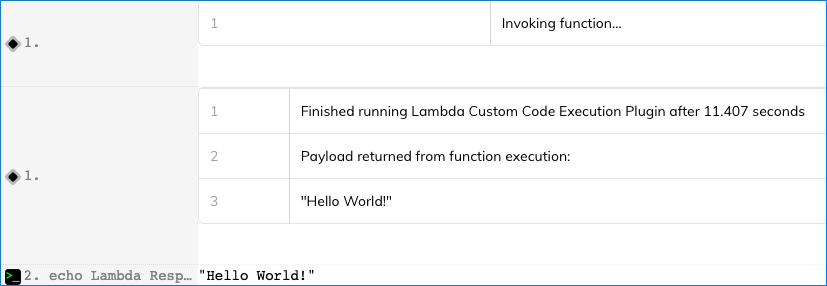 1 Invoking function...
1.
1 Finished running Lambda Custom Code Execution Plugin after 11.407 seconds
2 Payload returned from function execution:
1.
3 "Hello World!"
>_ 2. echo Lambda Resp… "Hello World!"